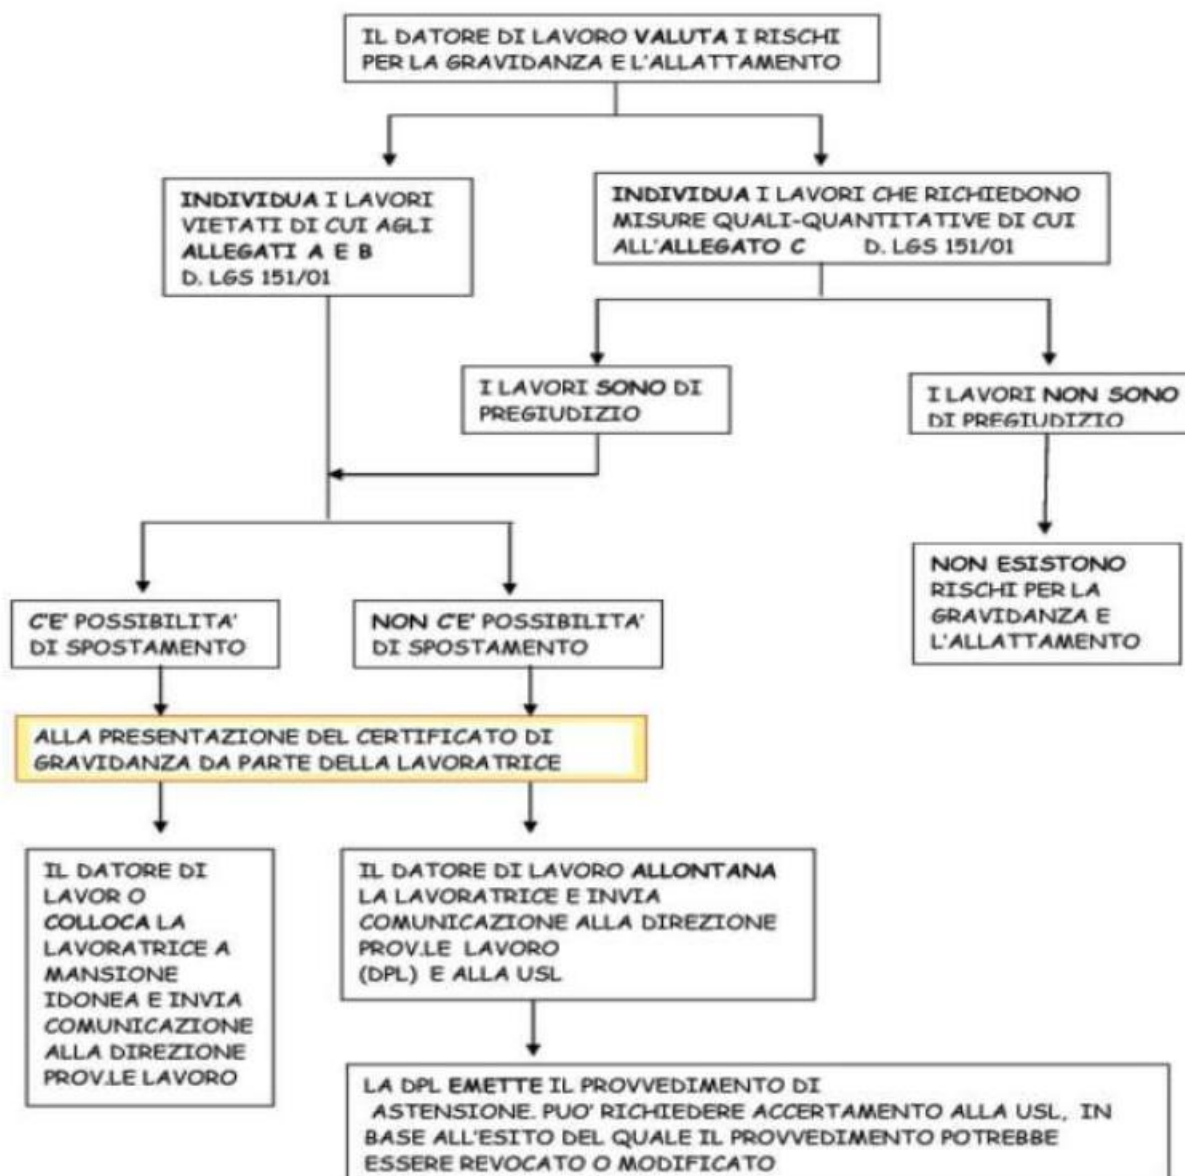 IL DATORE DI LAVORO VALUTA I RISCHI
PER LA GRAVIDANZA E L'ALLATTAMENTO
INDIVIDUA I LAVORI
VIETATI DI CUI AGLI
ALLEGATI A E B
D. LGS 151/01
INDIVIDUA I LAVORI CHE RICHIEDONO
MISURE QUALI-QUANTITATIVE DI CUI
ALL'ALLEGATO C D. LGS 151/01
I LAVORI SONO DI
PREGIUDIZIO
I LAVORI NON SONO
DI PREGIUDIZIO
NON ESISTONO
RISCHI PER LA
GRAVIDANZA E
L'ALLATTAMENTO
C'E' POSSIBILITA'
DI SPOSTAMENTO
NON C'E' POSSIBILITA'
DI SPOSTAMENTO
ALLA PRESENTAZIONE DEL CERTIFICATO DI
GRAVIDANZA DA PARTE DELLA LAVORATRICE
IL DATORE DI
LAVOR O
COLLOCA LA
LAVORATRICE A
MANSIONE
IDONEA E INVIA
COMUNICAZIONE
ALLA DIREZIONE
PROV.LE LAVORO
IL DATORE DI LAVORO ALLONTANA
LA LAVORATRICE E INVIA
COMUNICAZIONE ALLA DIREZIONE
PROV.LE LAVORO
(DPL) E ALLA USL
LA DPL EMETTE IL PROVVEDIMENTO DI
ASTENSIONE. PUO' RICHIEDERE ACCERTAMENTO ALLA USL, IN
BASE ALL'ESITO DEL QUALE IL PROVVEDIMENTO POTREBBE
ESSERE REVOCATO O MODIFICATO